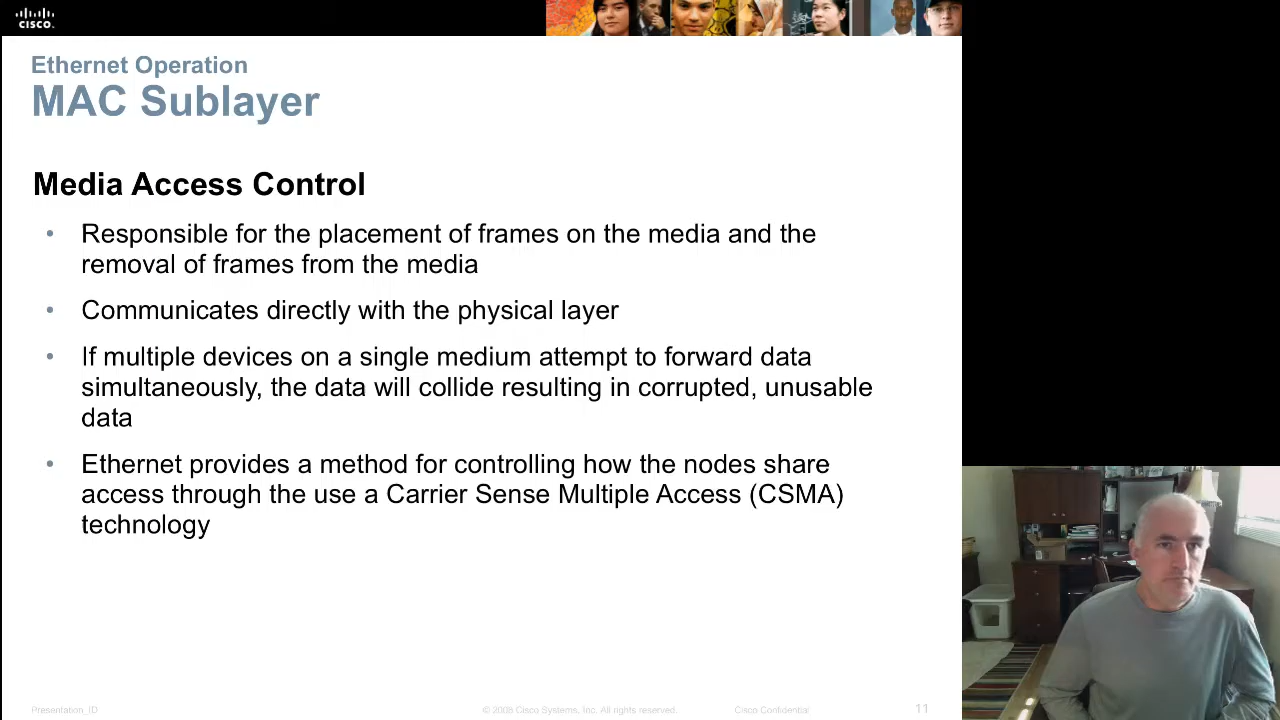 CISCO
Ethernet Operation
MAC Sublayer
Media Access Control
• Responsible for the placement of frames on the media and the
removal of frames from the media
• Communicates directly with the physical layer
• If multiple devices on a single medium attempt to forward data
simultaneously, the data will collide resulting in corrupted, unusable
data
• Ethernet provides a method for controlling how the nodes share
access through the use a Carrier Sense Multiple Access (CSMA)
technology
Presentation_ID © 2008 Cisco Systems, Inc. All rights reserved. Cisco Confidential 11